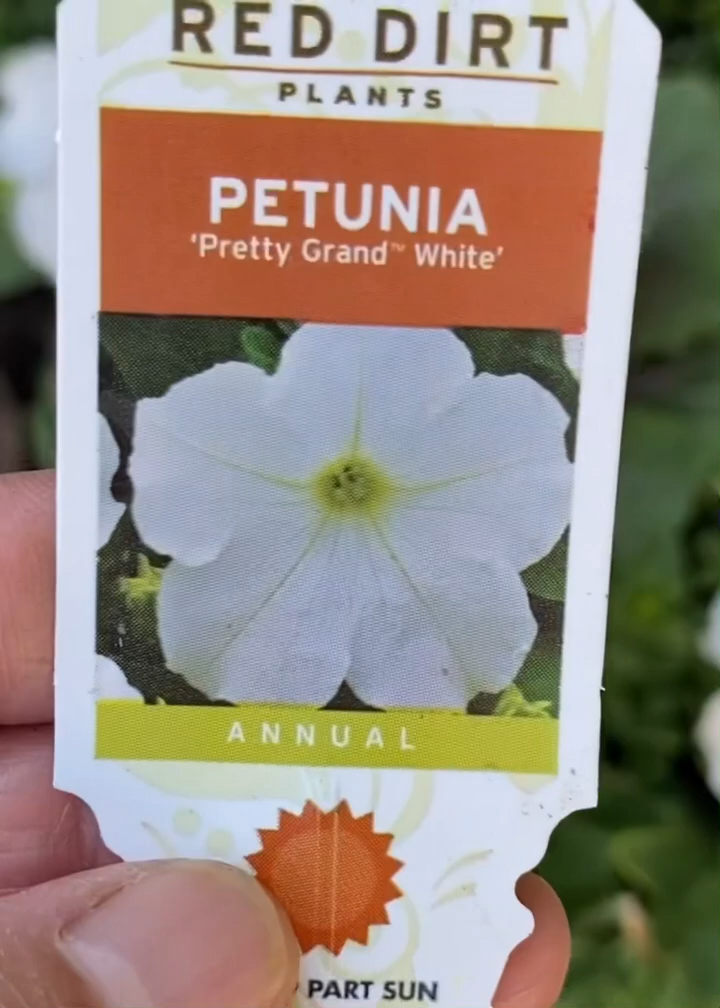 RED DIRT
PLANTS
PETUNIA
'Pretty Grand™ White'
ANNUAL
PART SUN